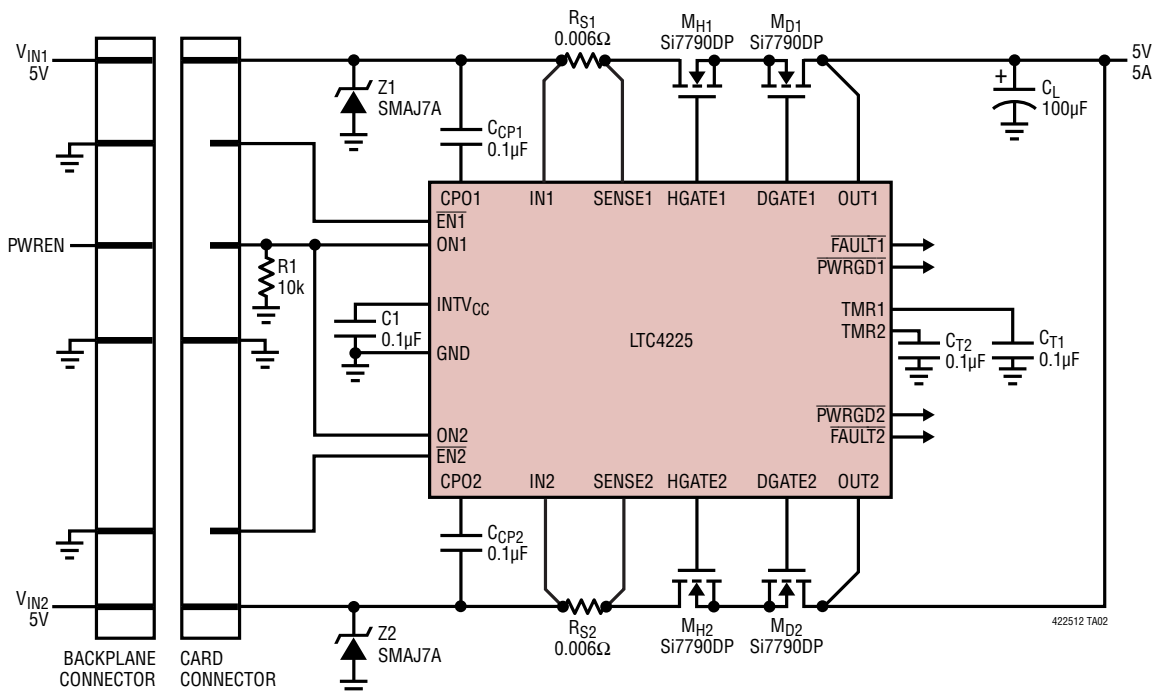 V_IN1
5V
R_S1
0.006Ω
M_H1
Si7790DP
M_D1
Si7790DP
5V
5A
Z1
SMAJ7A
C_CP1
0.1µF
+
C_L
100µF
CPO1 IN1 SENSE1 HGATE1 DGATE1 OUT1
EN1
PWREN
ON1
FAULT1
PWRGD1
R1
10k
INTV_CC
C1
0.1µF
GND
LTC4225
TMR1
TMR2
C_T2
0.1µF
C_T1
0.1µF
PWRGD2
FAULT2
ON2
EN2
CPO2 IN2 SENSE2 HGATE2 DGATE2 OUT2
C_CP2
0.1µF
V_IN2
5V
Z2
SMAJ7A
R_S2
0.006Ω
M_H2
Si7790DP
M_D2
Si7790DP
422512 TA02
BACKPLANE
CONNECTOR
CARD
CONNECTOR